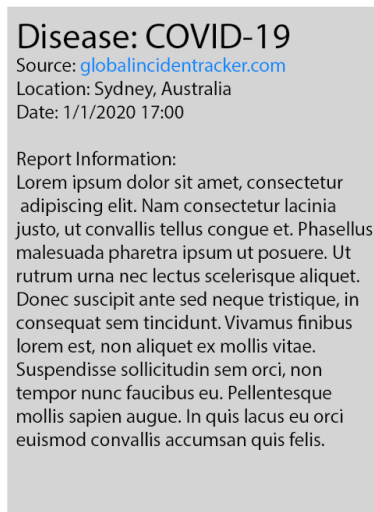 Disease: COVID-19
Source: globalincidentracker.com
Location: Sydney, Australia
Date: 1/1/2020 17:00
Report Information:
Lorem ipsum dolor sit amet, consectetur
adipiscing elit. Nam consectetur lacinia
justo, ut convallis tellus congue et. Phasellus
malesuada pharetra ipsum ut posuere. Ut
rutrum urna nec lectus scelerisque aliquet.
Donec suscipit ante sed neque tristique, in
consequat sem tincidunt. Vivamus finibus
lorem est, non aliquet ex mollis vitae.
Suspendisse sollicitudin sem orci, non
tempor nunc faucibus eu. Pellentesque
mollis sapien augue. In quis lacus eu orci
euismod convallis accumsan quis felis.